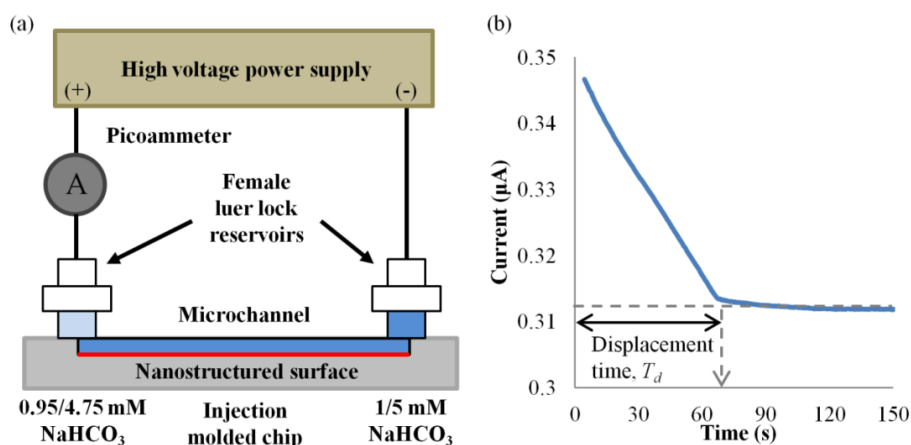 (a)
High voltage power supply
(+)
(-)
Picoammeter
A
Female
luer lock
reservoirs
Microchannel
Nanostructured surface
0.95/4.75 mM
NaHCO₃
Injection
molded chip
1/5 mM
NaHCO₃
(b)
Current (µA)
0.35
0.34
0.33
0.32
0.31
0.3
Displacement
time, T_d
0 30 60 90 120 150
Time (s)